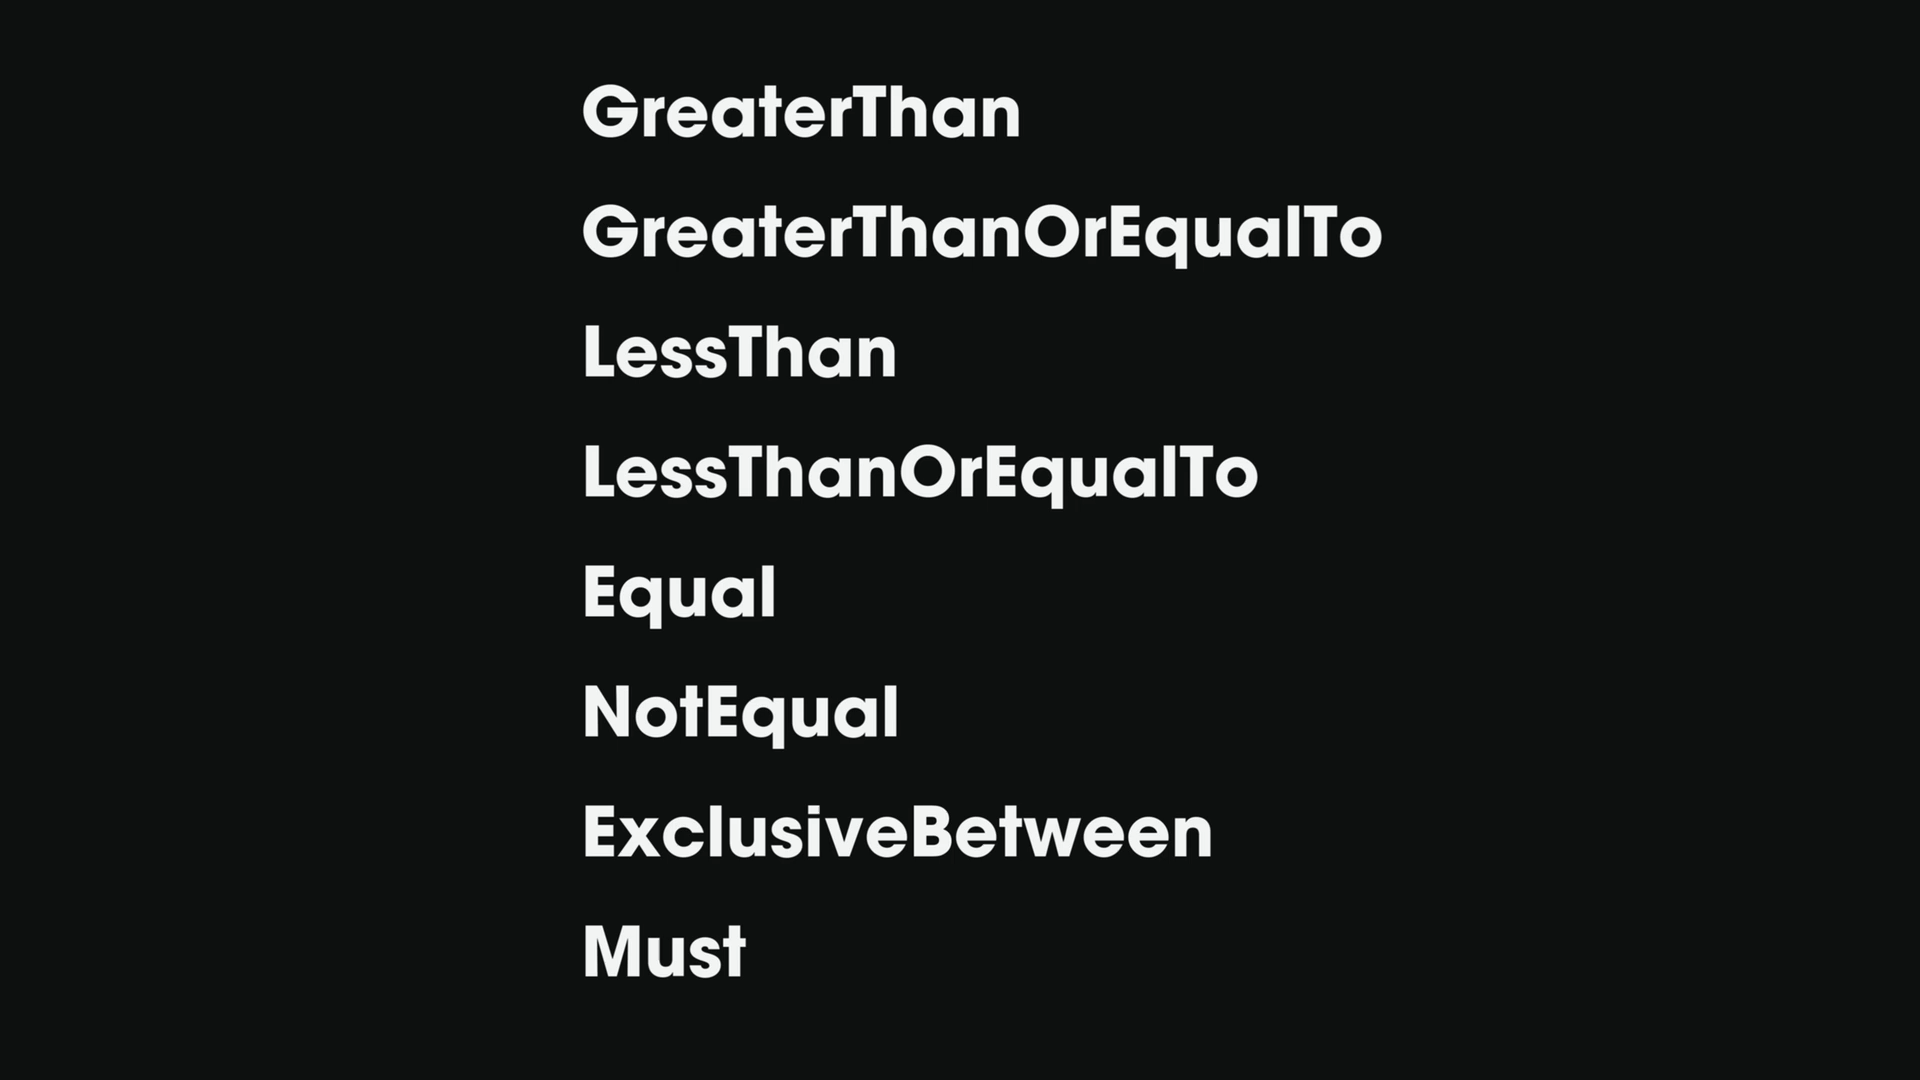 GreaterThan
GreaterThanOrEqualTo
LessThan
LessThanOrEqualTo
Equal
NotEqual
ExclusiveBetween
Must